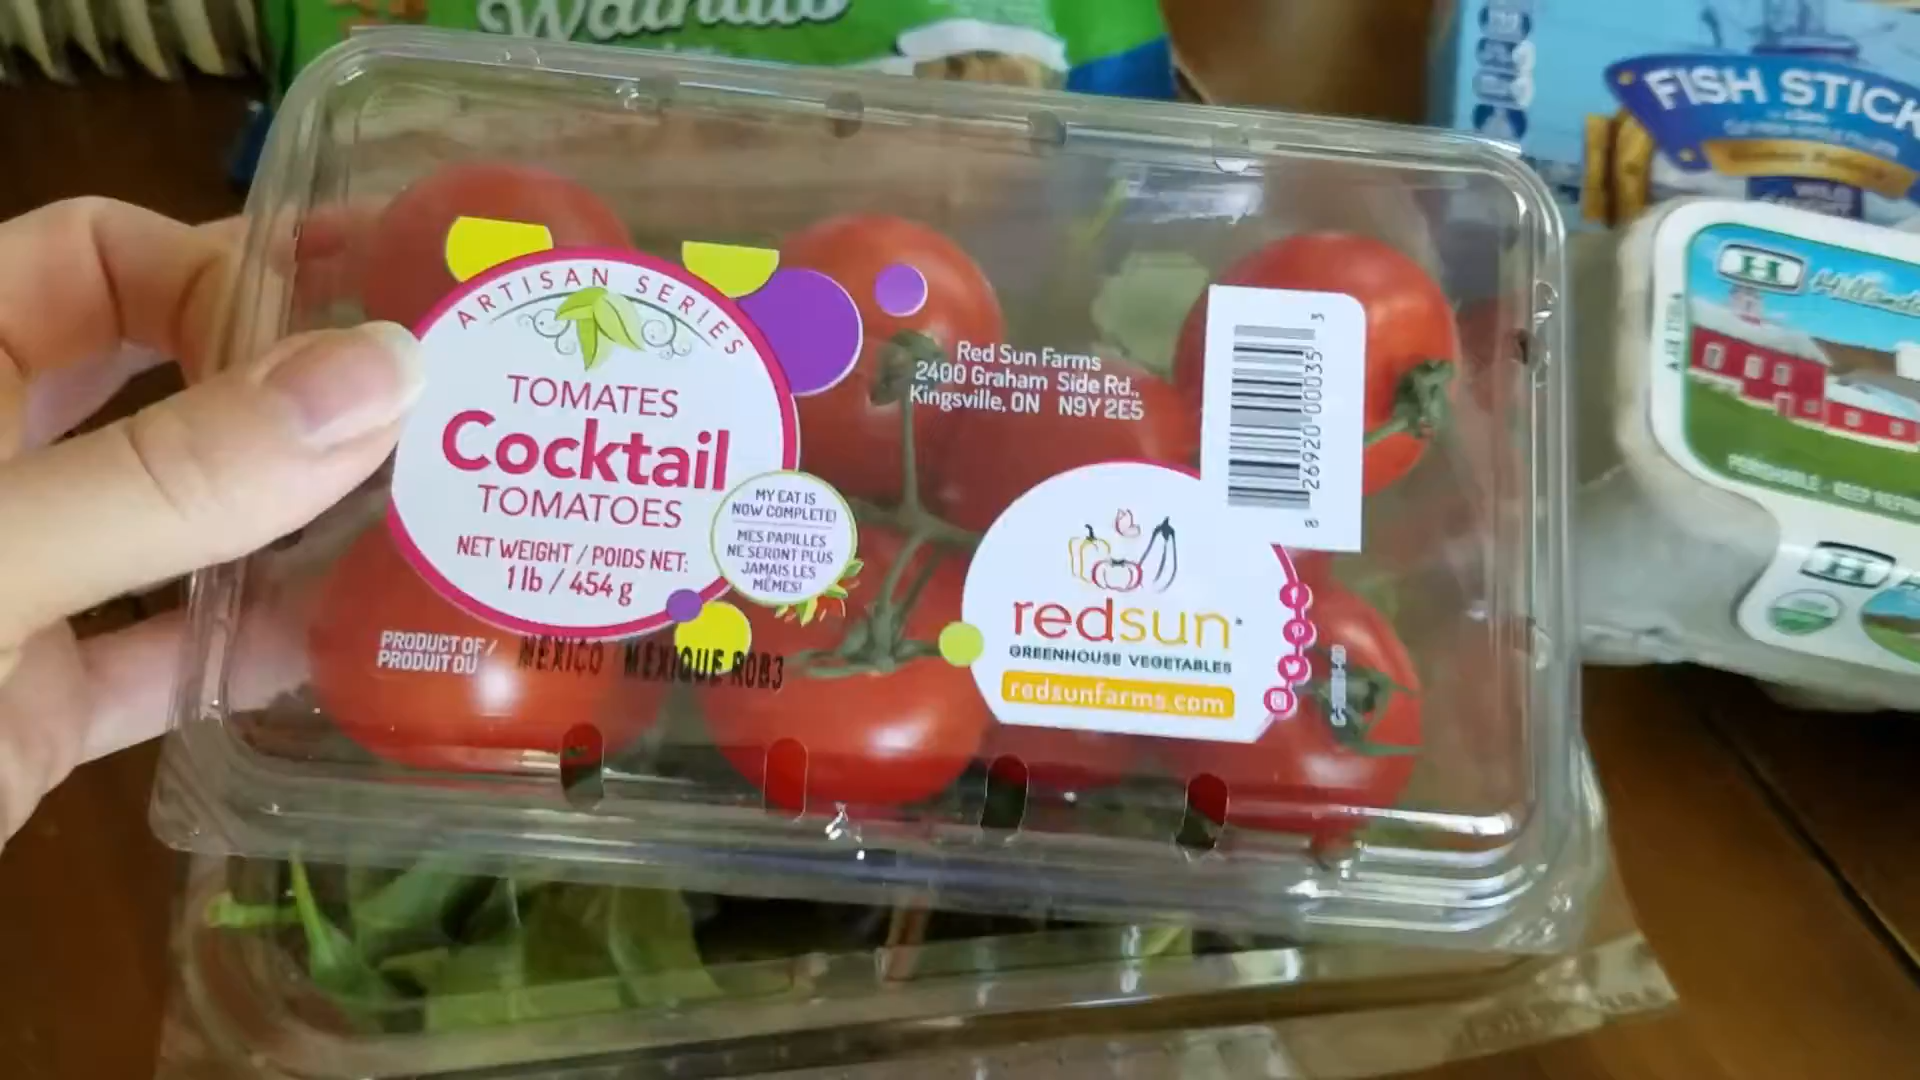 Walnuts
FISH STICK
WILD
ARTISAN SERIES
TOMATES
Cocktail
TOMATOES
NET WEIGHT / POIDS NET:
1 lb / 454 g
MY EAT IS
NOW COMPLETE!
MES PAPILLES
NE SERONT PLUS
JAMAIS LES
MÊMES!
PRODUCT OF /
PRODUIT DU
MEXICO MEXIQUE ROB3
Red Sun Farms
2400 Graham Side Rd.,
Kingsville, ON N9Y 2E5
8 26920 00035 3
redsun
GREENHOUSE VEGETABLES
redsunfarms.com
H
H